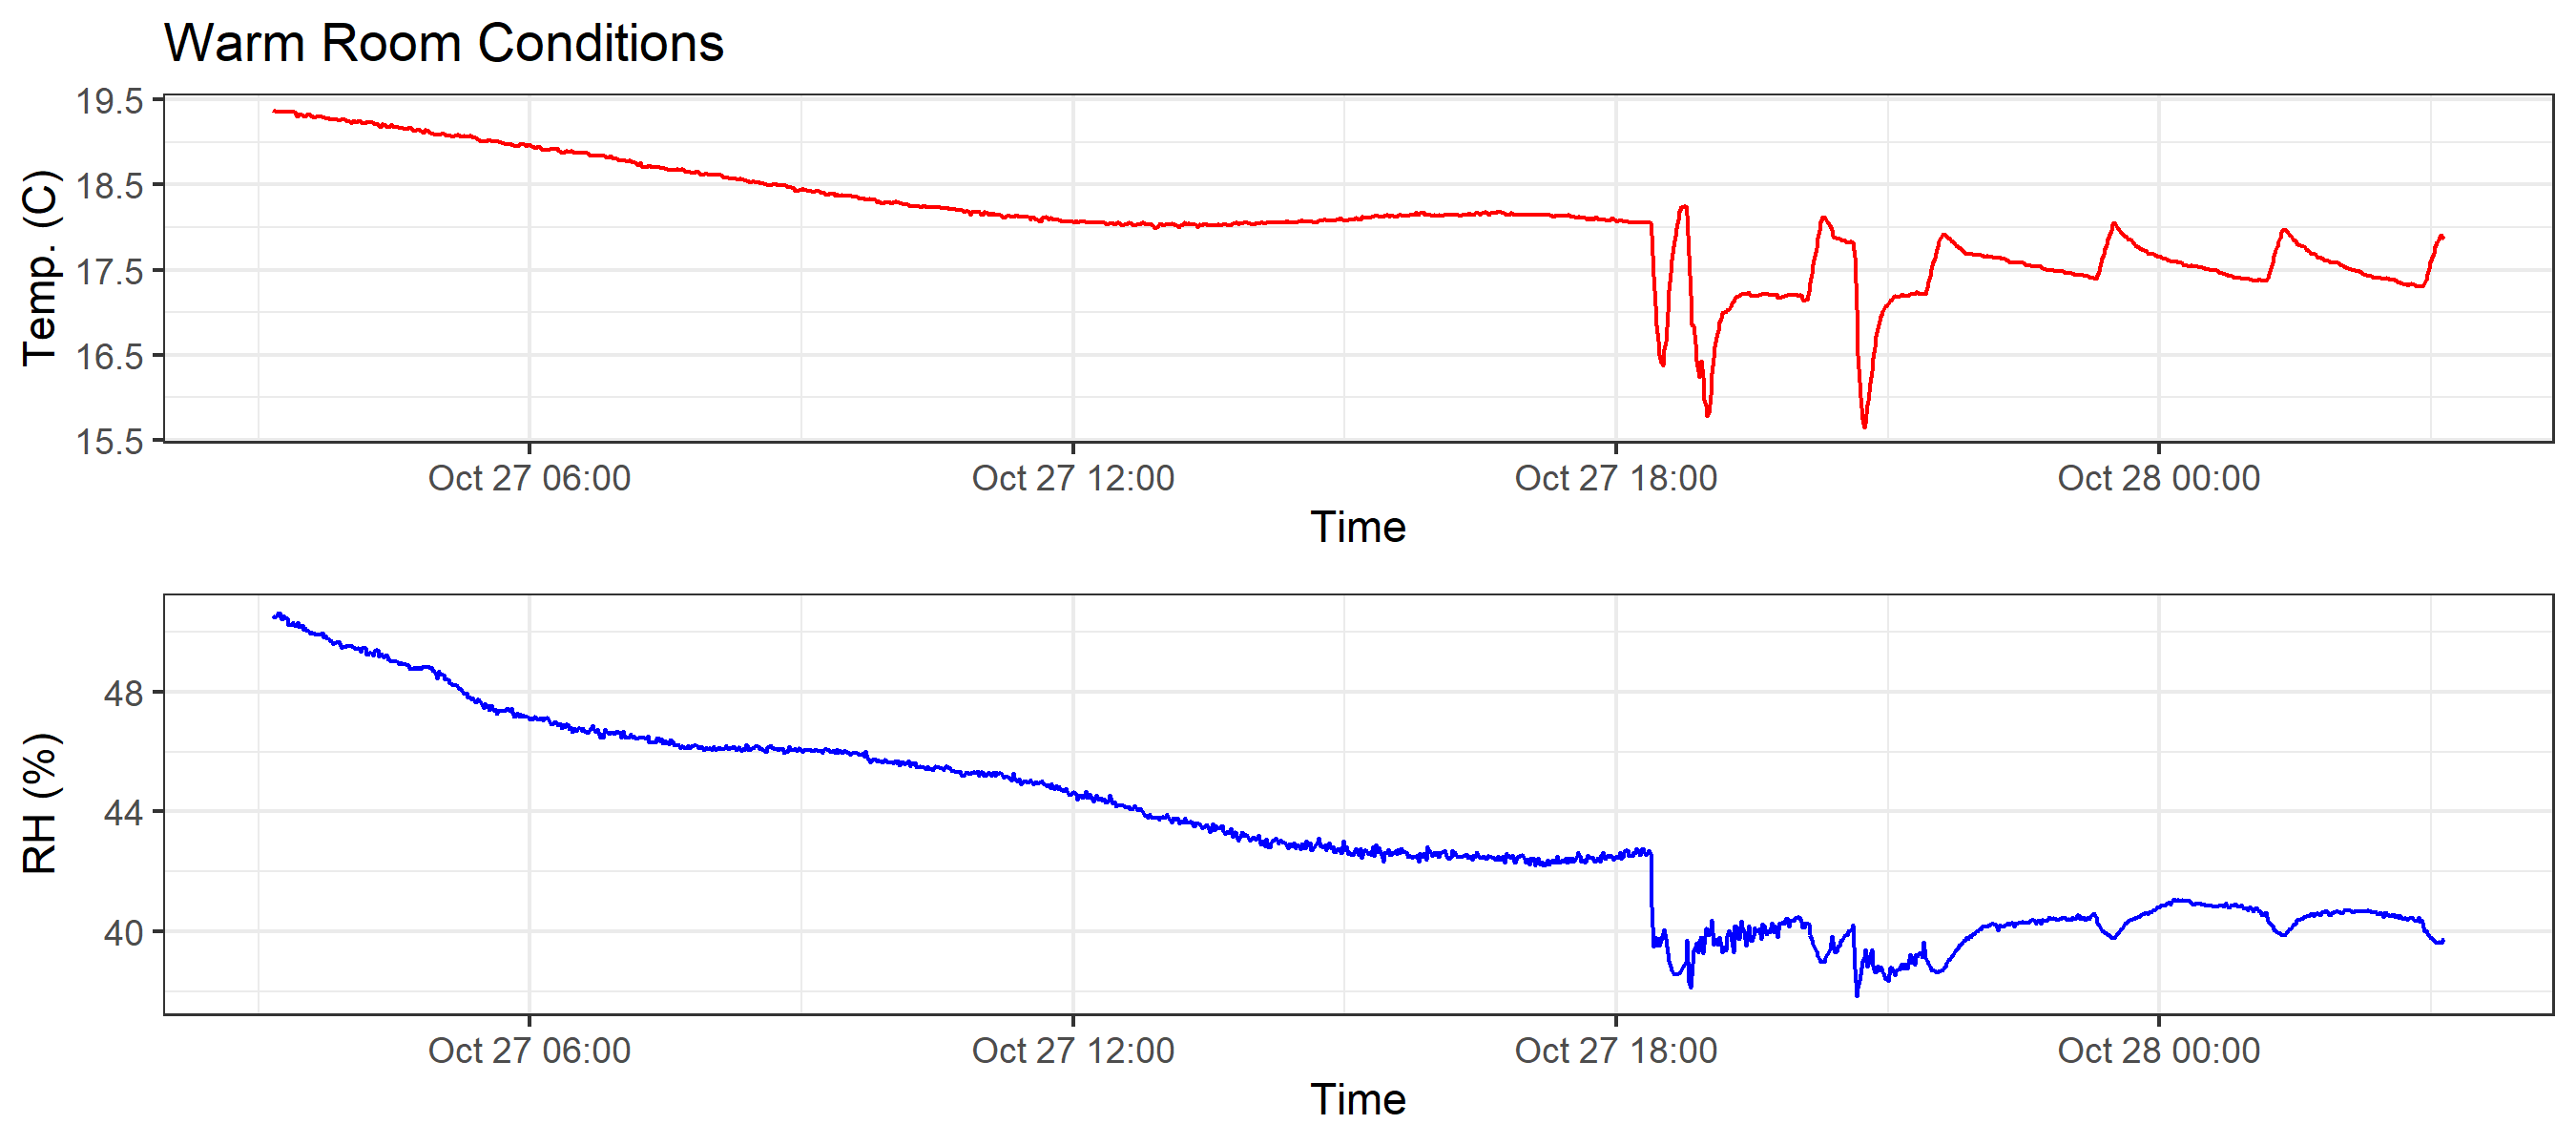 Warm Room Conditions
19.5
18.5
17.5
16.5
15.5
Temp. (C)
Oct 27 06:00 Oct 27 12:00 Oct 27 18:00 Oct 28 00:00
Time
48
44
40
RH (%)
Oct 27 06:00 Oct 27 12:00 Oct 27 18:00 Oct 28 00:00
Time